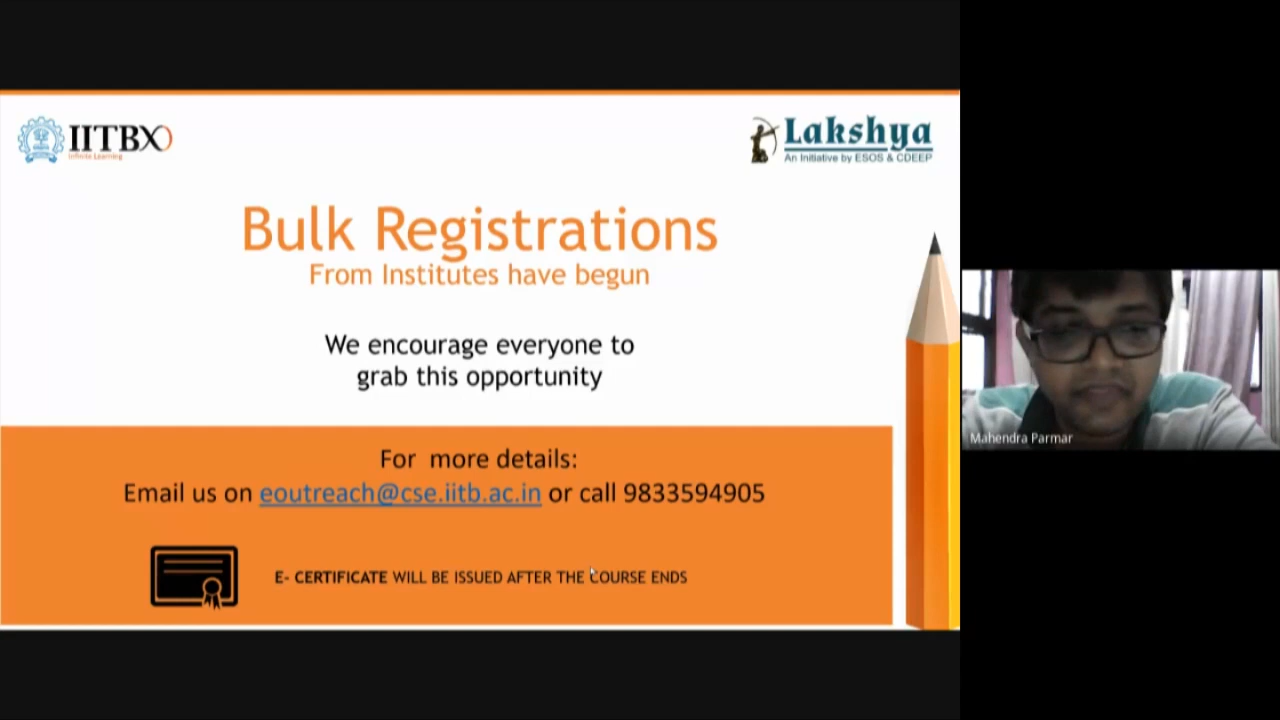 IITBX
Infinite Learning
Lakshya
An Initiative by ESOS & CDEEP
Bulk Registrations
From Institutes have begun
We encourage everyone to
grab this opportunity
For more details:
Email us on eoutreach@cse.iitb.ac.in or call 9833594905
E- CERTIFICATE WILL BE ISSUED AFTER THE COURSE ENDS
Mahendra Parmar